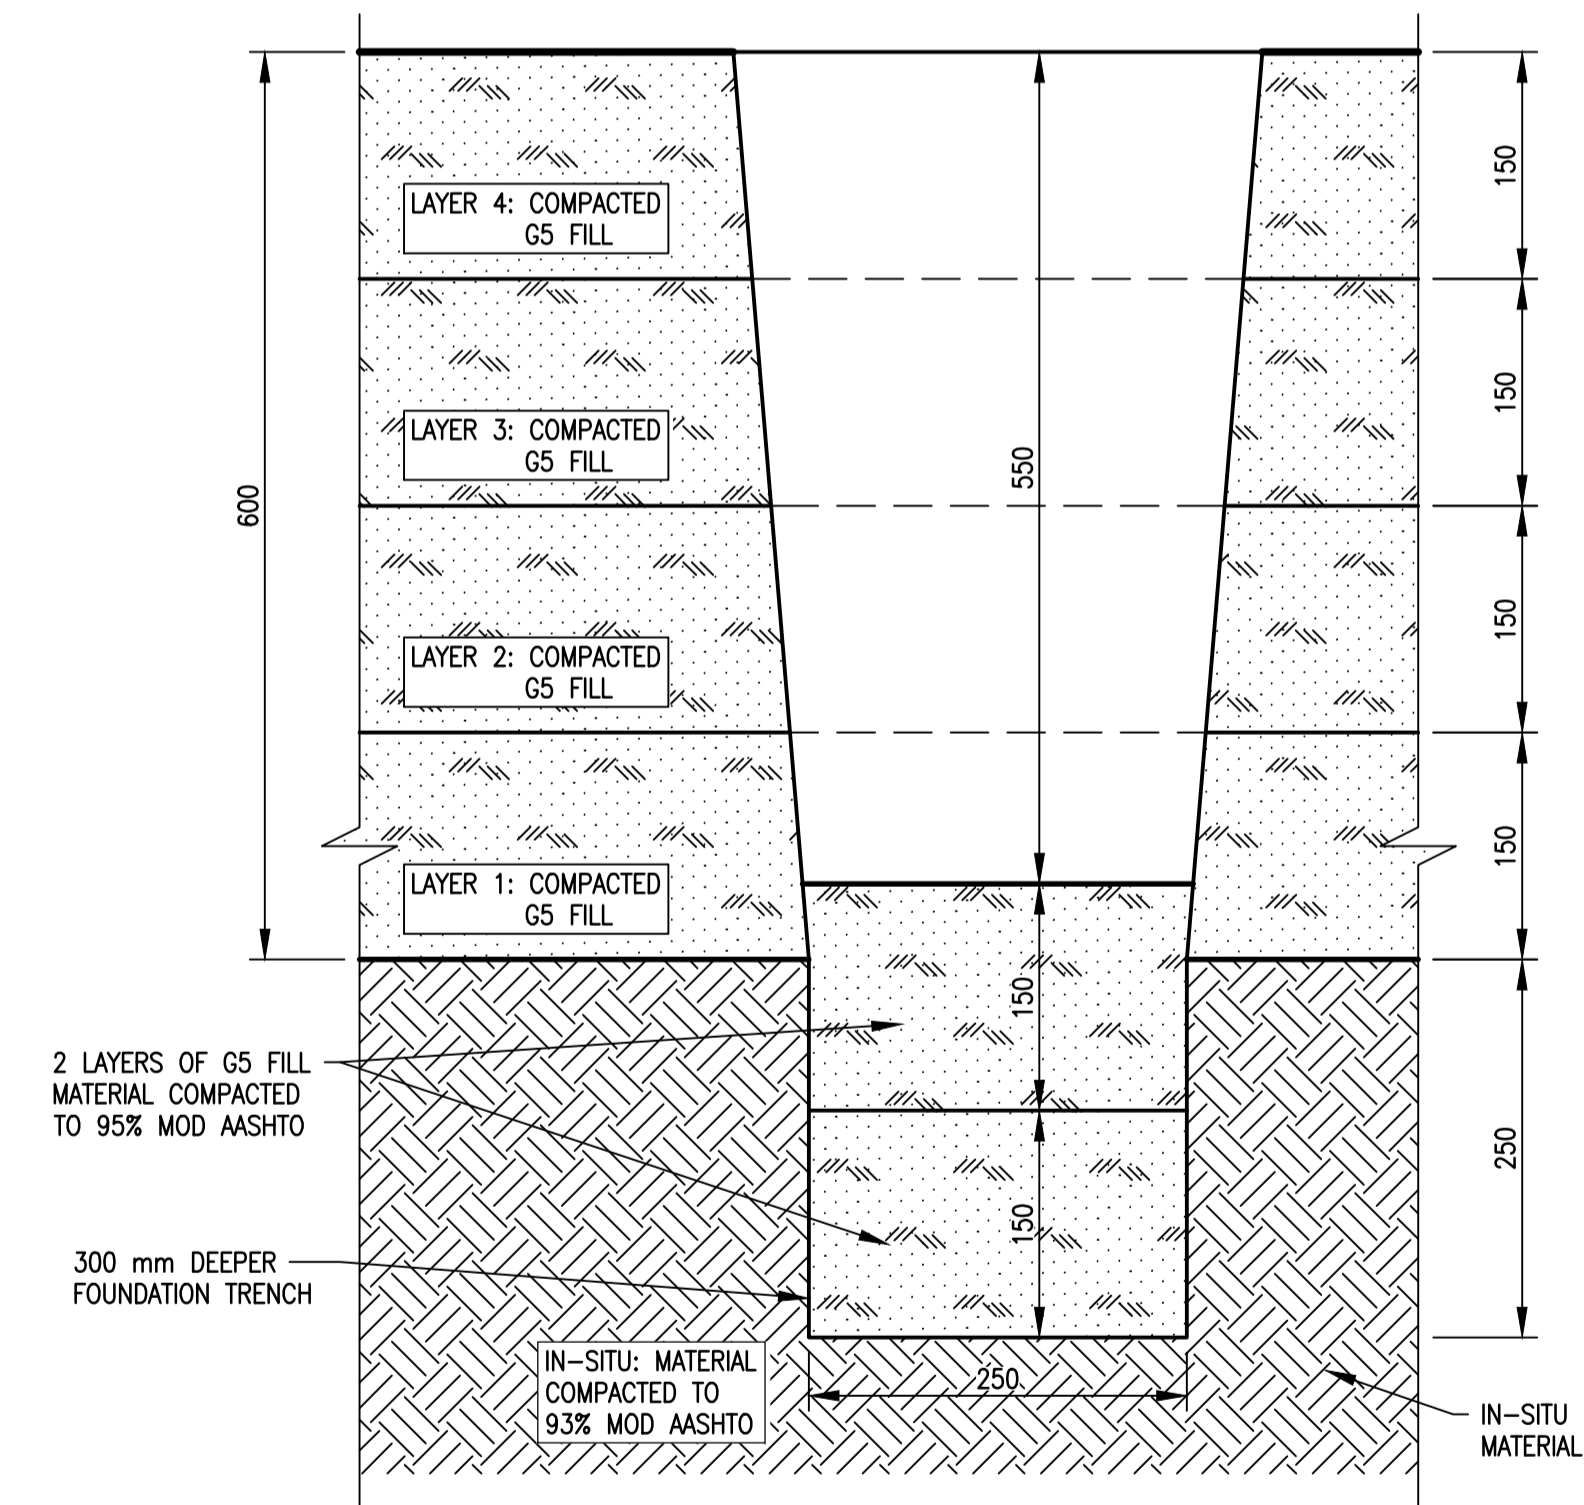 150
LAYER 4: COMPACTED
G5 FILL
150
LAYER 3: COMPACTED
G5 FILL
550
600
150
LAYER 2: COMPACTED
G5 FILL
150
LAYER 1: COMPACTED
G5 FILL
150
2 LAYERS OF G5 FILL
MATERIAL COMPACTED
TO 95% MOD AASHTO
250
150
300 mm DEEPER
FOUNDATION TRENCH
IN-SITU: MATERIAL
COMPACTED TO
93% MOD AASHTO
250
IN-SITU
MATERIAL